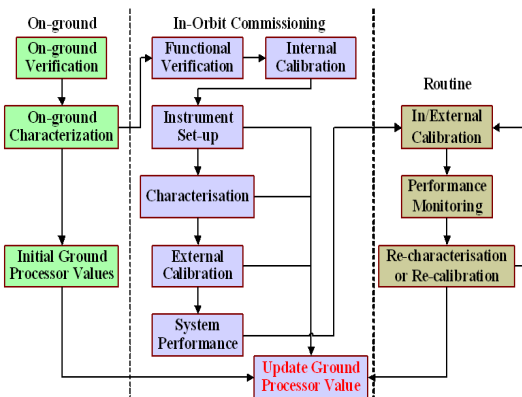 On-ground
On-ground
Verification
On-ground
Characterization
Initial Ground
Processor Values
In-Orbit Commissioning
Functional
Verification
Internal
Calibration
Instrument
Set-up
Characterisation
External
Calibration
System
Performance
Update Ground
Processor Value
Routine
In/External
Calibration
Performance
Monitoring
Re-characterisation
or Re-calibration